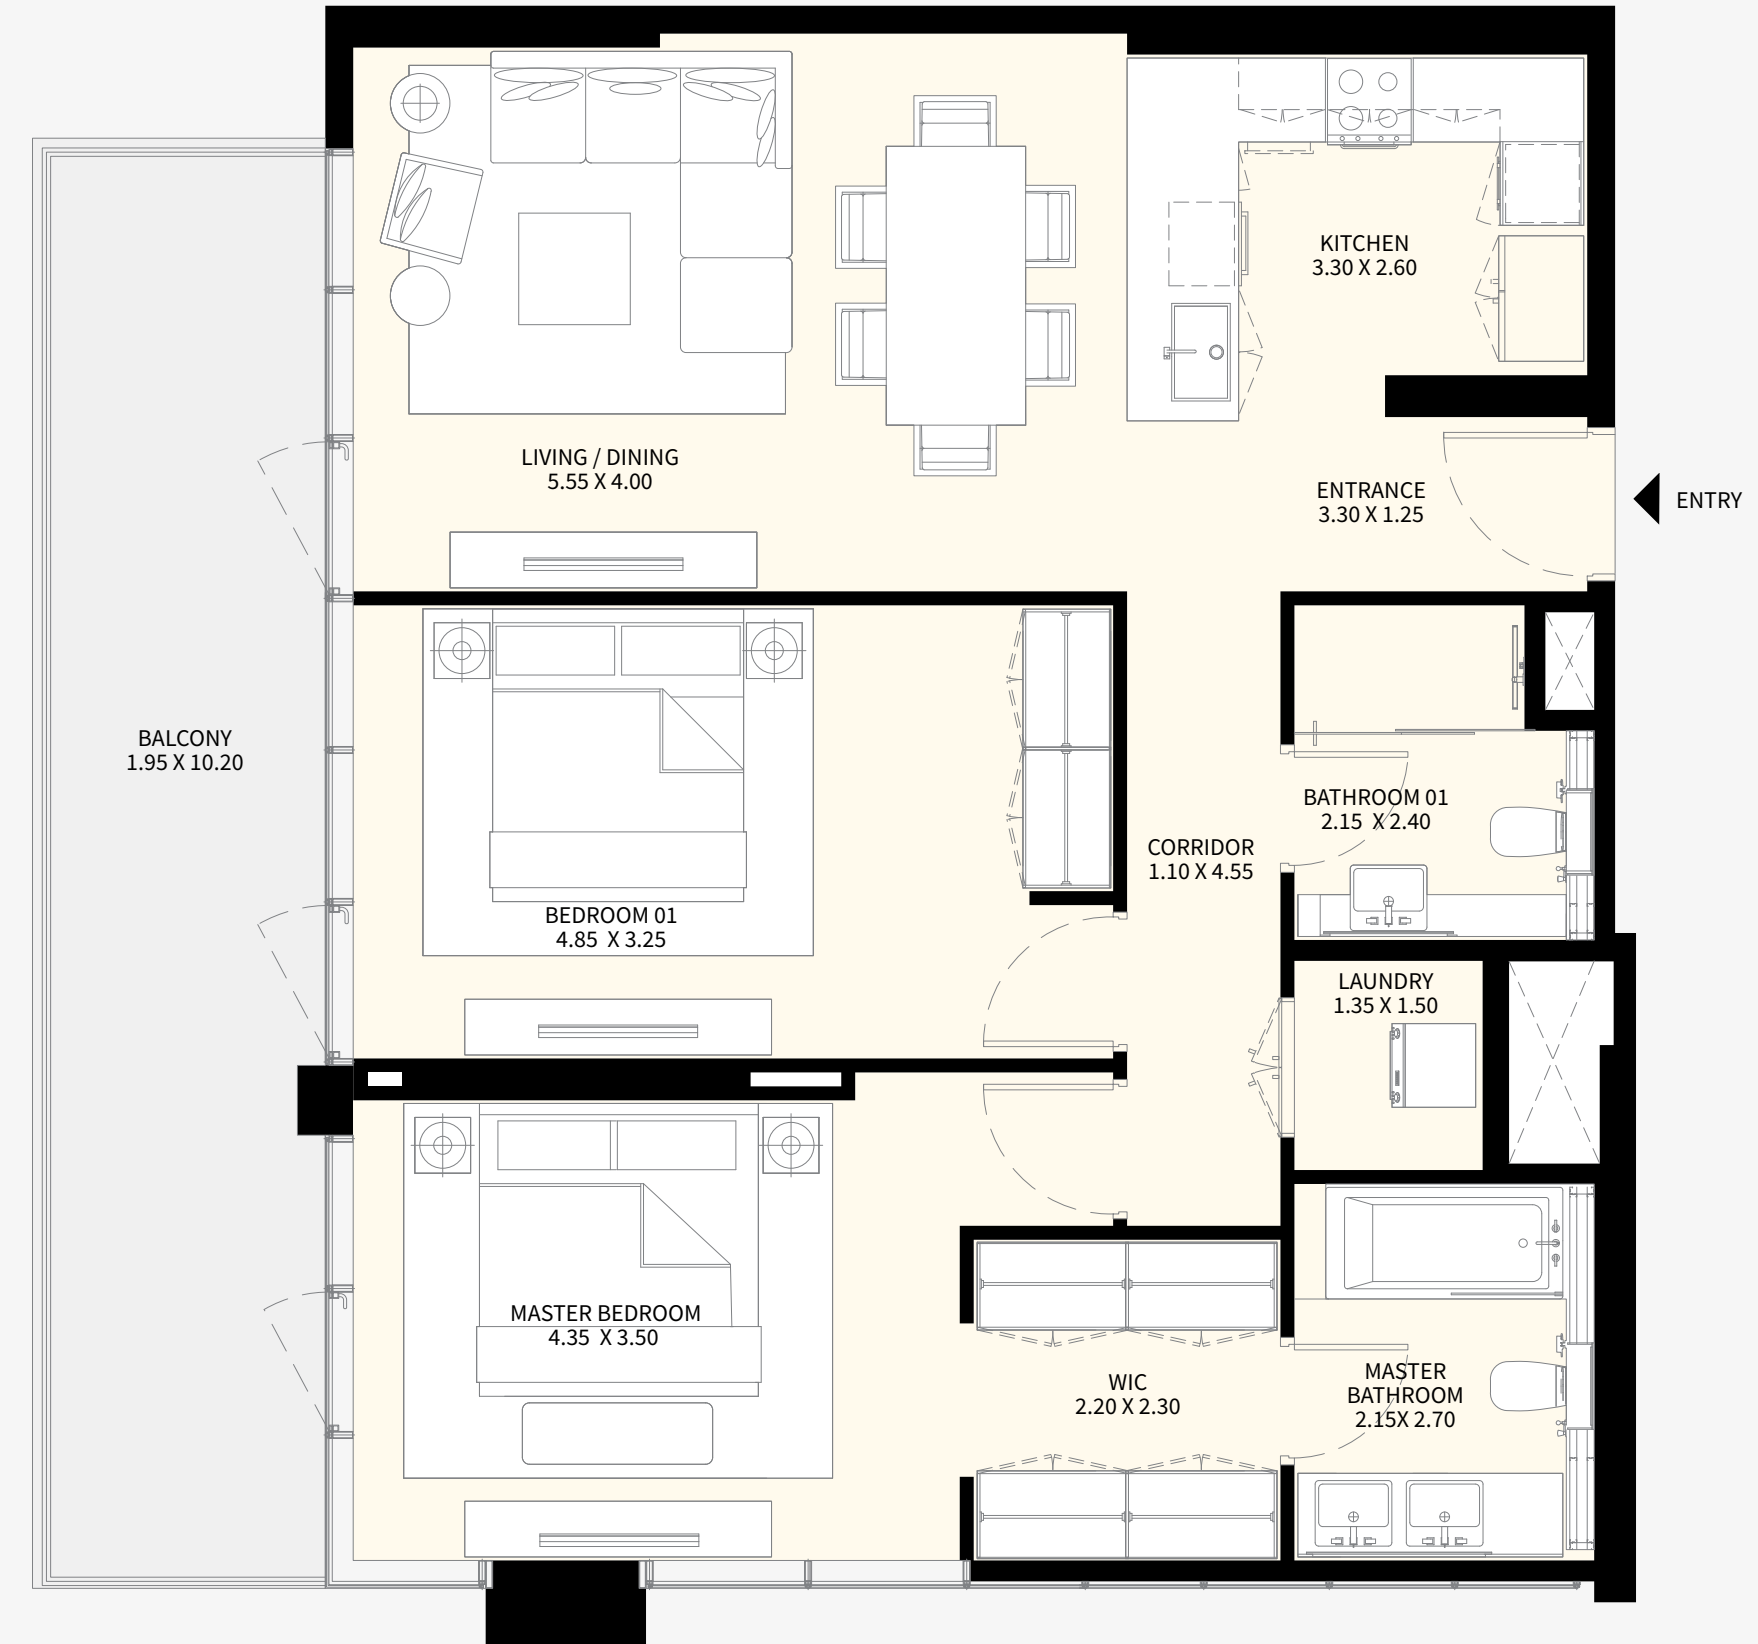 KITCHEN
3.30 X 2.60
LIVING / DINING
5.55 X 4.00
ENTRANCE
3.30 X 1.25
ENTRY
BALCONY
1.95 X 10.20
BATHROOM 01
2.15  X 2.40
CORRIDOR
1.10 X 4.55
BEDROOM 01
4.85  X 3.25
LAUNDRY
1.35 X 1.50
MASTER BEDROOM
4.35  X 3.50
WIC
2.20 X 2.30
MASTER
BATHROOM
2.15X 2.70